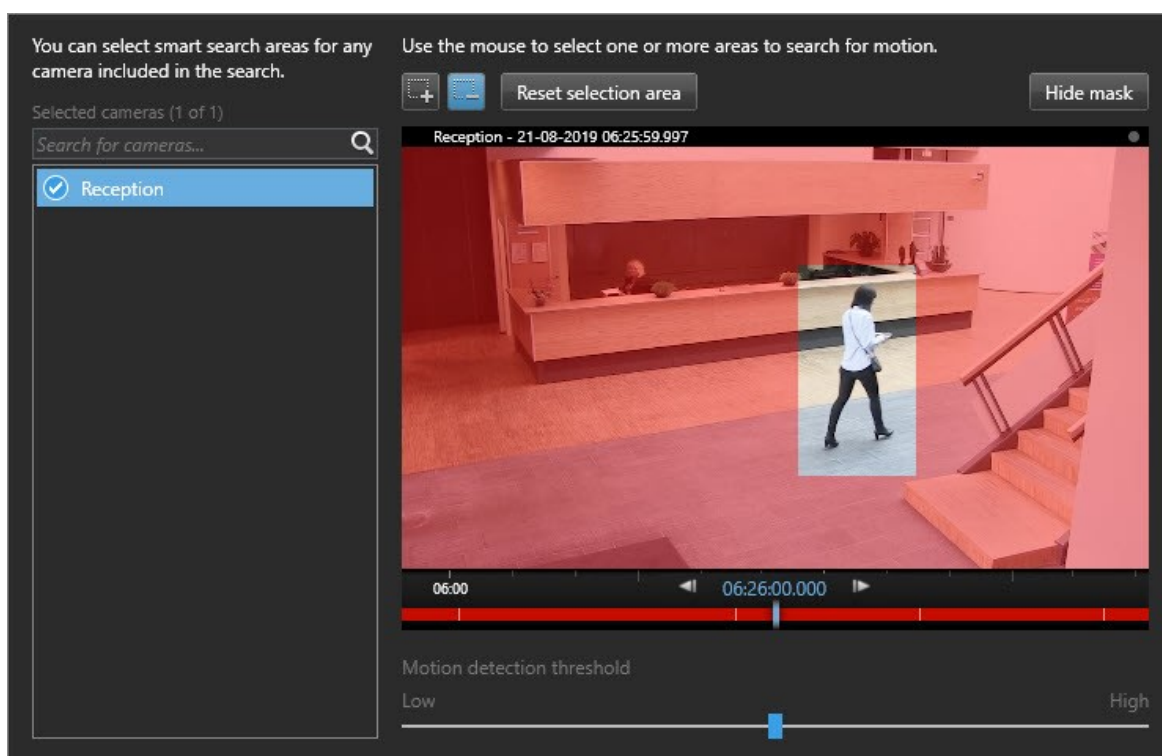 You can select smart search areas for any
camera included in the search.
Selected cameras (1 of 1)
Search for cameras...
Reception
Use the mouse to select one or more areas to search for motion.
Reset selection area
Hide mask
Reception - 21-08-2019 06:25:59.997
06:00
06:26:00.000
Motion detection threshold
Low
High